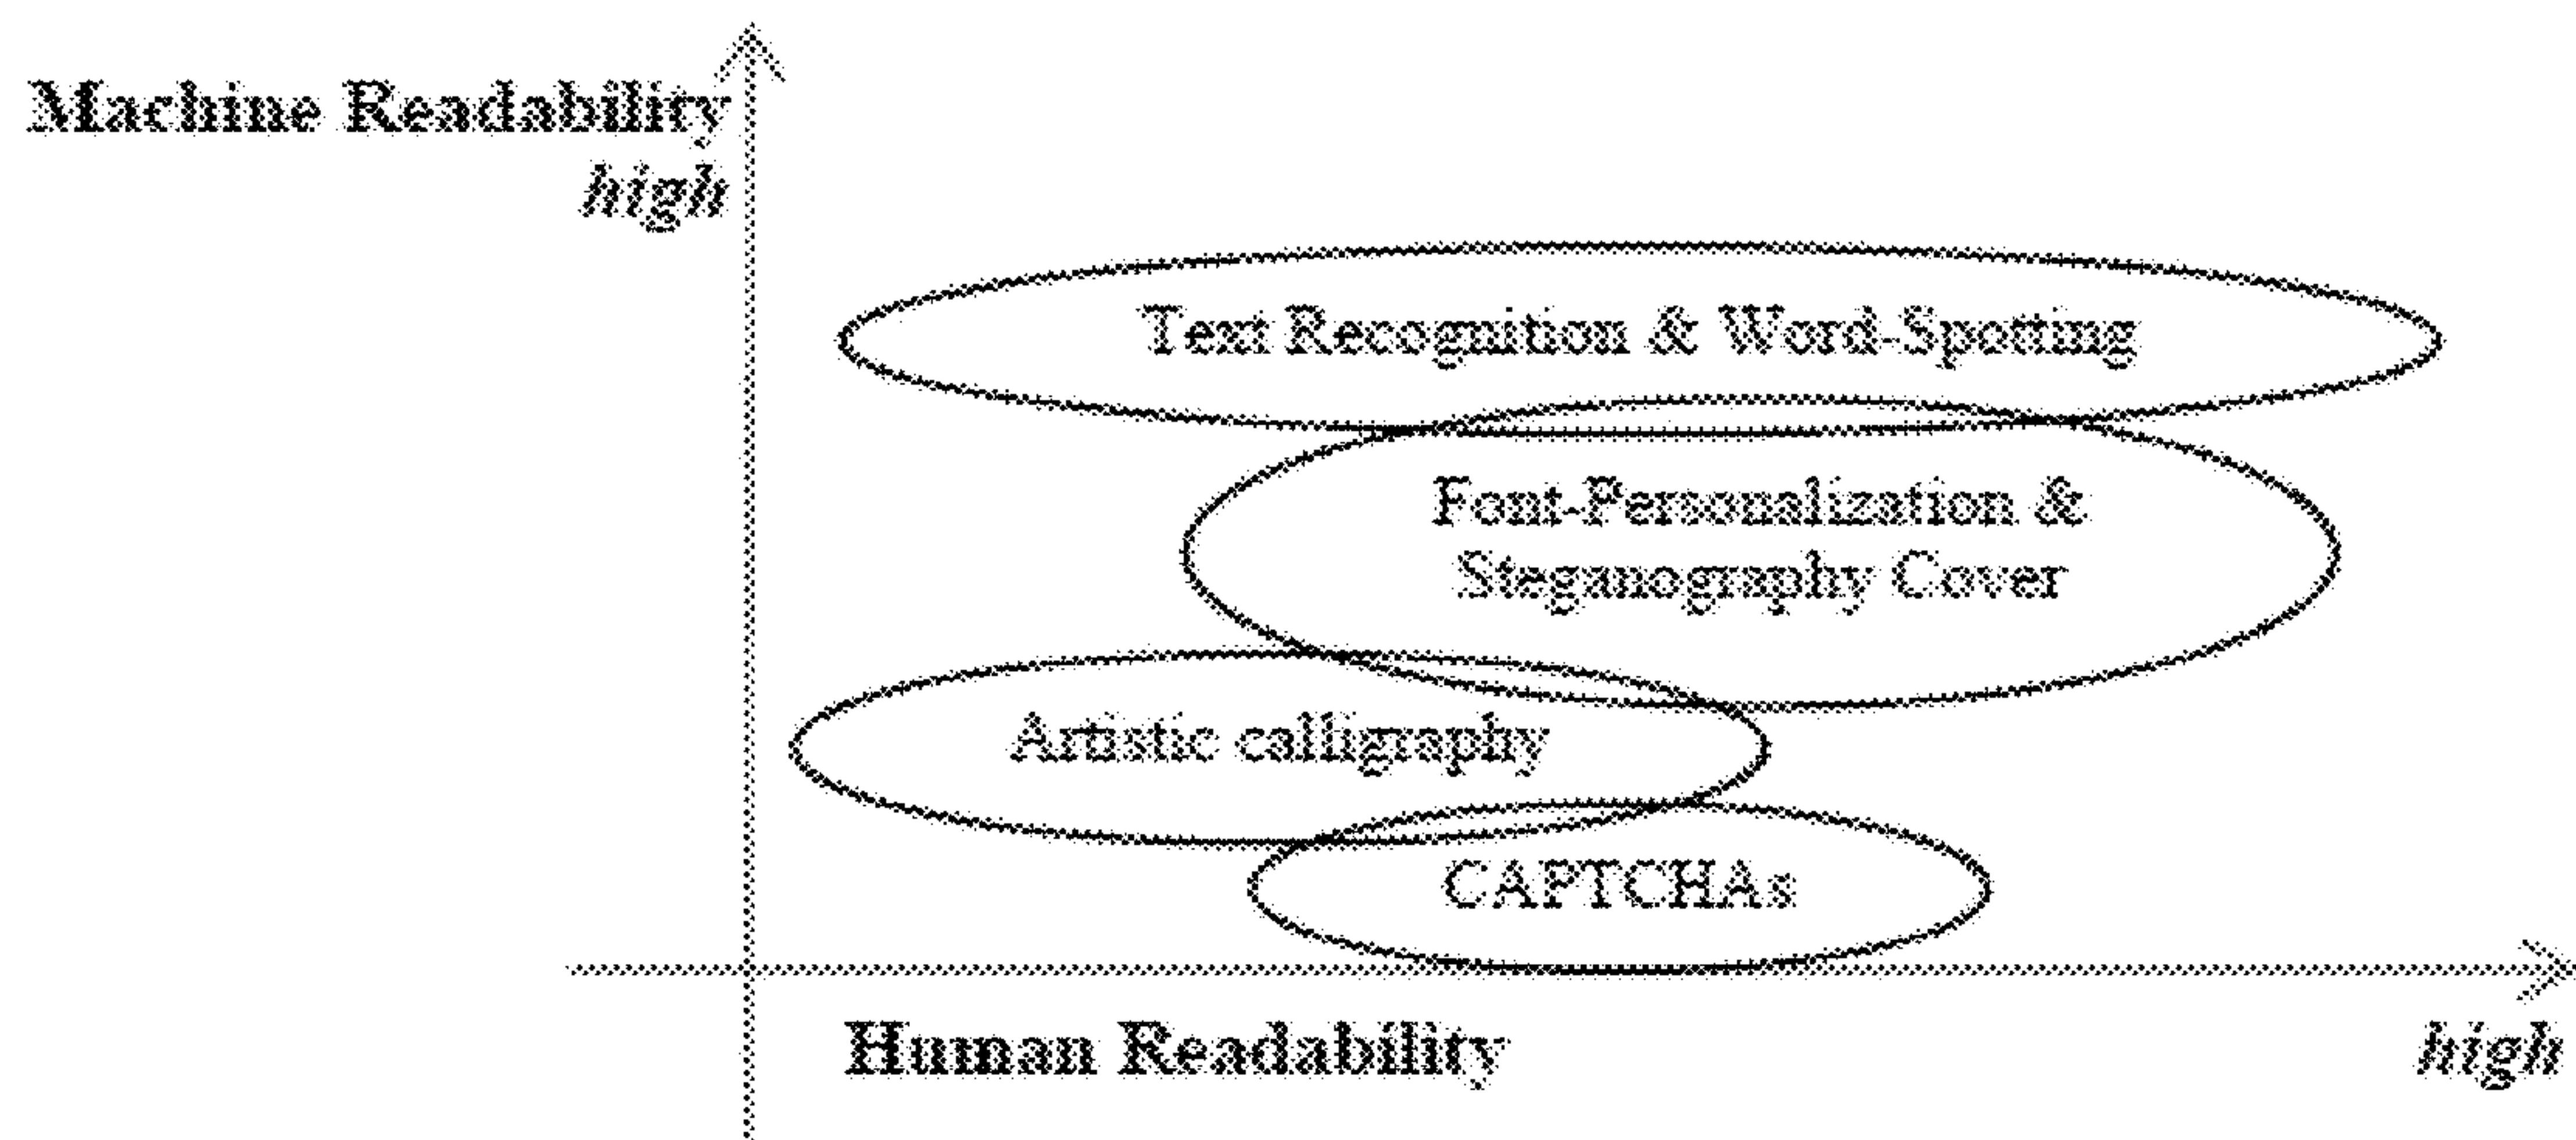 Machine Readability
high
Text Recognition & Word-Spotting
Font-Personalization &
Steganography Cover
Artistic calligraphy
CAPTCHAs
Human Readability
high